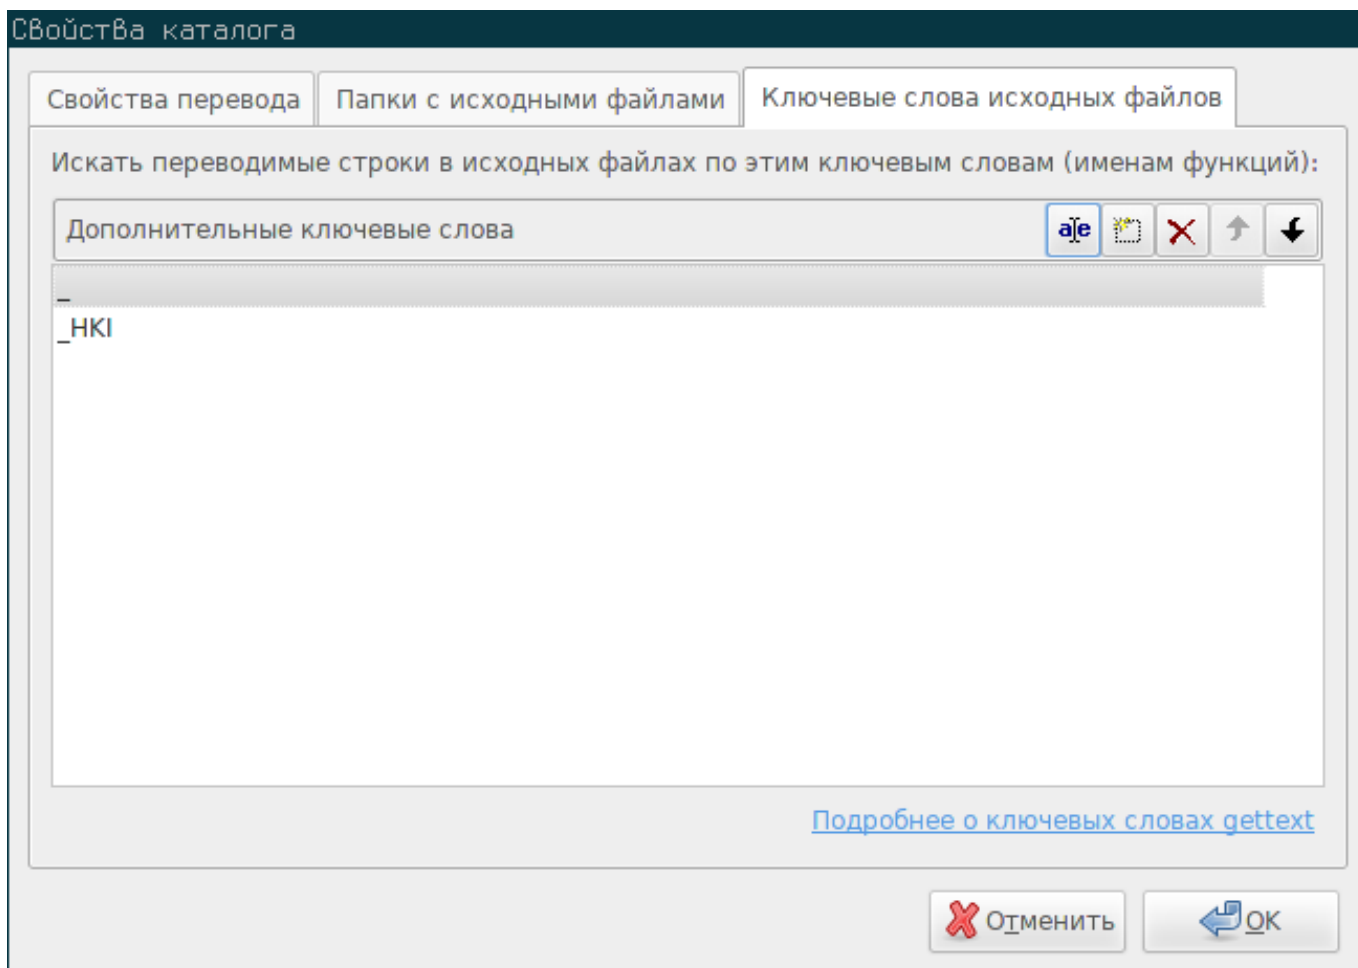 Свойства каталога
Свойства перевода Папки с исходными файлами Ключевые слова исходных файлов
Искать переводимые строки в исходных файлах по этим ключевым словам (именам функций):
Дополнительные ключевые слова
_
_HKI
Подробнее о ключевых словах gettext
Отменить OK